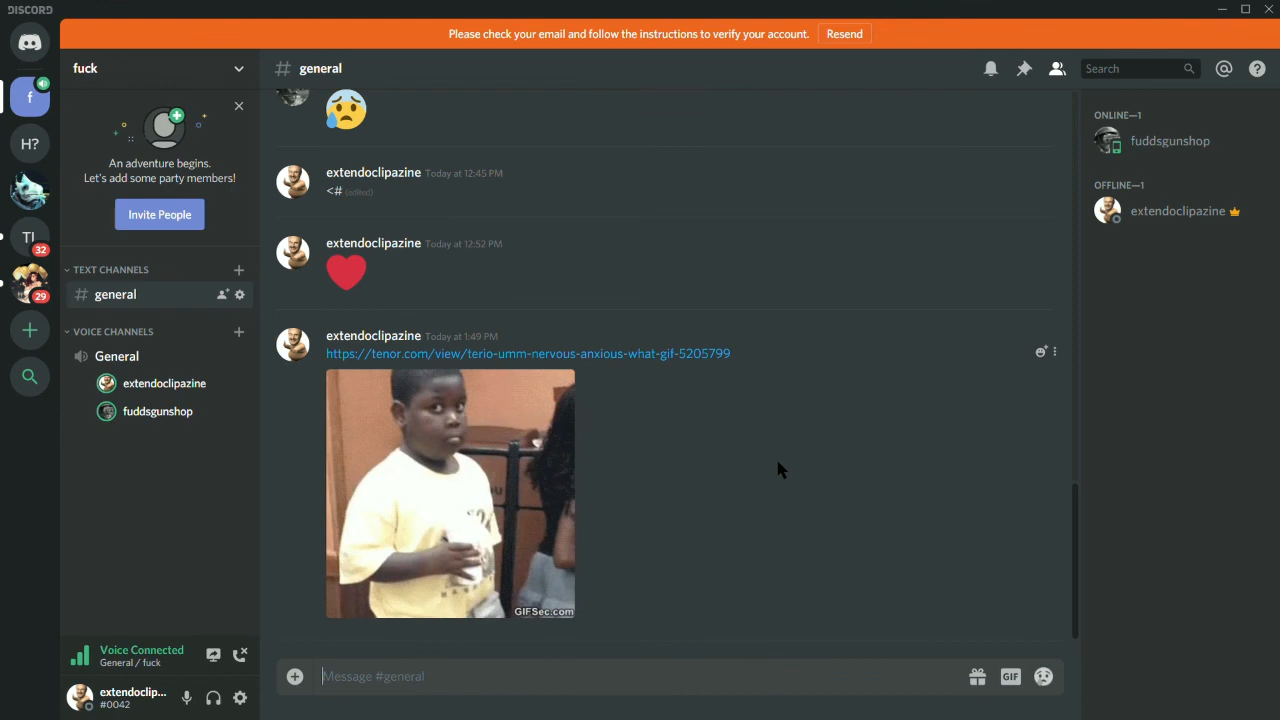 DISCORD
Please check your email and follow the instructions to verify your account.
Resend
fuck
# general
Search
f
H?
TI
32
29
An adventure begins.
Let's add some party members!
Invite People
TEXT CHANNELS
# general
VOICE CHANNELS
General
extendoclipazine
fuddsgunshop
Voice Connected
General / fuck
extendoclip...
#0042
extendoclipazine Today at 12:45 PM
<# (edited)
extendoclipazine Today at 12:52 PM
extendoclipazine Today at 1:49 PM
https://tenor.com/view/terio-umm-nervous-anxious-what-gif-5205799
GIFSec.com
Message #general
GIF
ONLINE—1
fuddsgunshop
OFFLINE—1
extendoclipazine